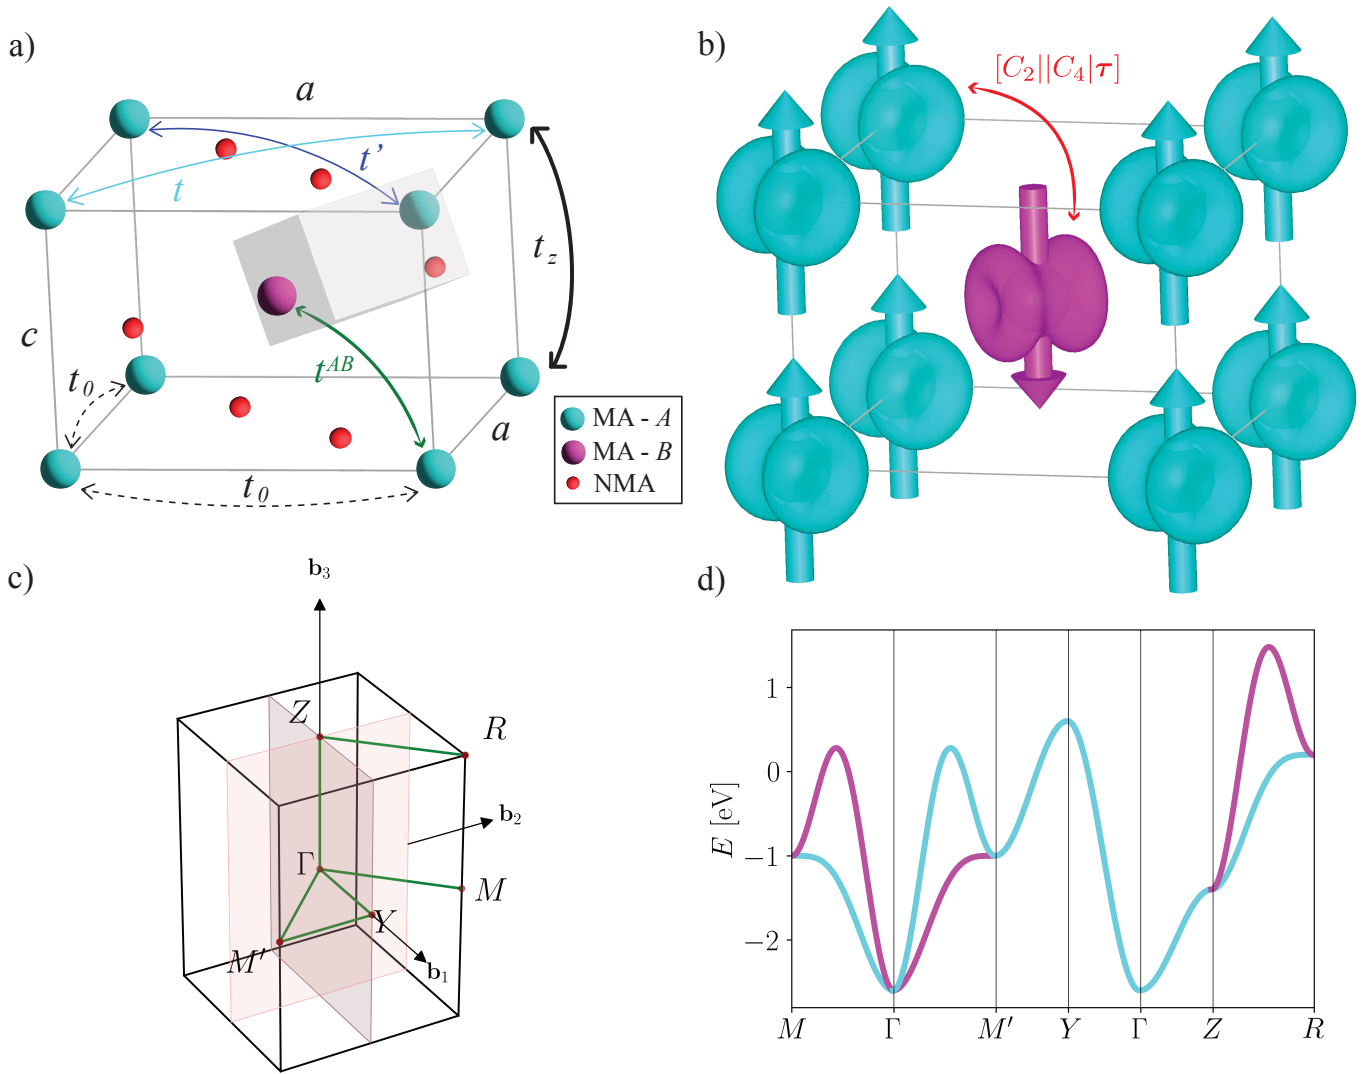 a)
a
t'
t
t_z
c
t_0
t^{AB}
a
t_0
MA - A
MA - B
NMA
b)
[C_2||C_4|τ]
c)
b_3
Z
R
b_2
Γ
M
Y
M'
b_1
d)
E [eV]
1
0
−1
−2
M Γ M' Y Γ Z R